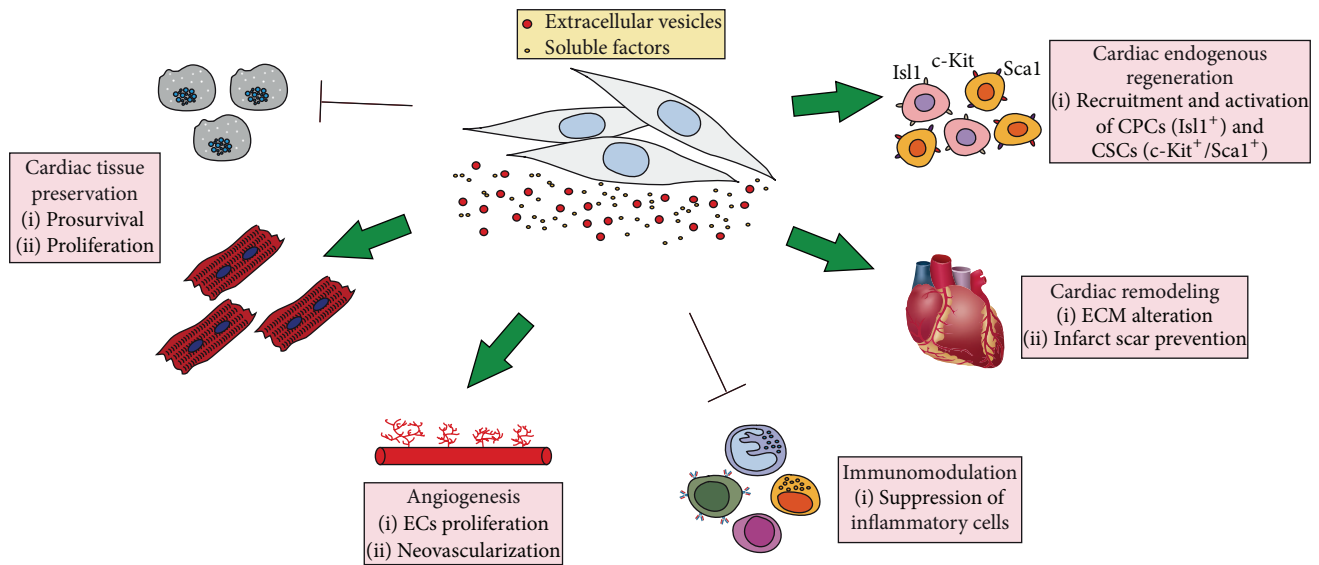 Extracellular vesicles
Soluble factors
Isl1
c-Kit
Sca1
Cardiac endogenous
regeneration
(i) Recruitment and activation
of CPCs (Isl1⁺) and
CSCs (c-Kit⁺/Sca1⁺)
Cardiac tissue
preservation
(i) Prosurvival
(ii) Proliferation
Cardiac remodeling
(i) ECM alteration
(ii) Infarct scar prevention
Angiogenesis
(i) ECs proliferation
(ii) Neovascularization
Immunomodulation
(i) Suppression of
inflammatory cells